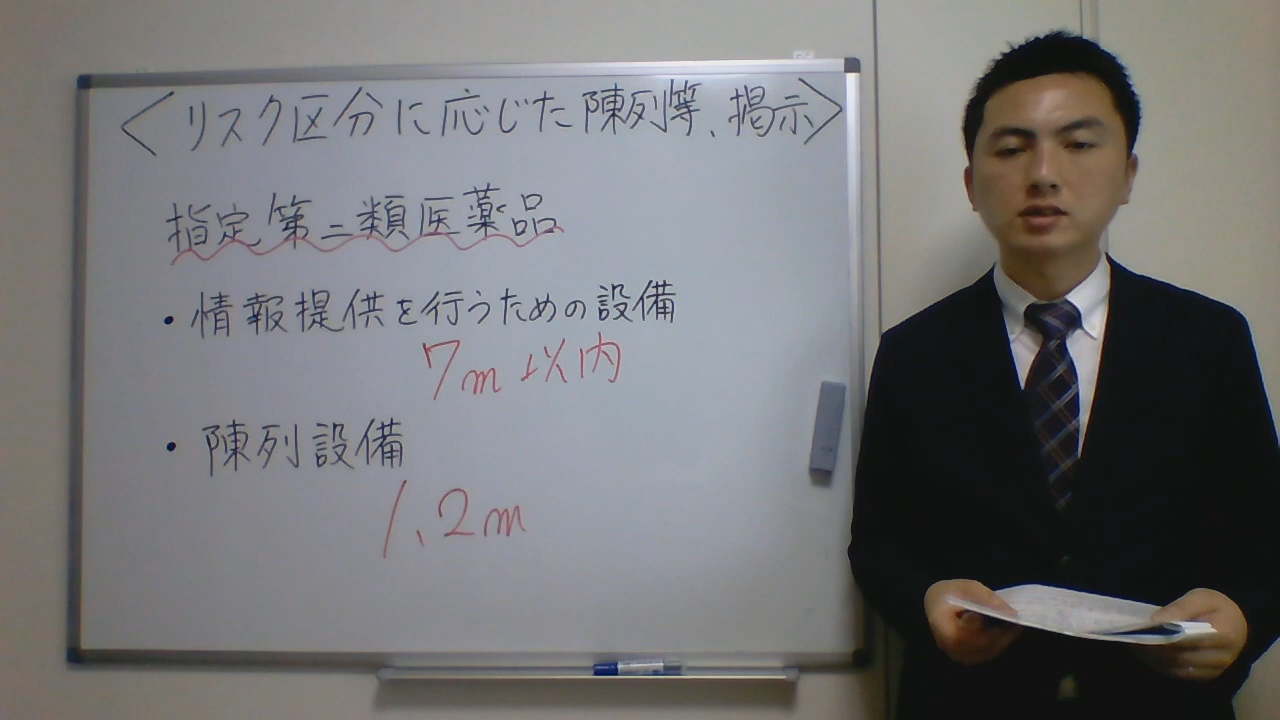 <リスク区分に応じた陳列等、掲示>
指定第二類医薬品
・情報提供を行うための設備
7m以内
・陳列設備
1.2m